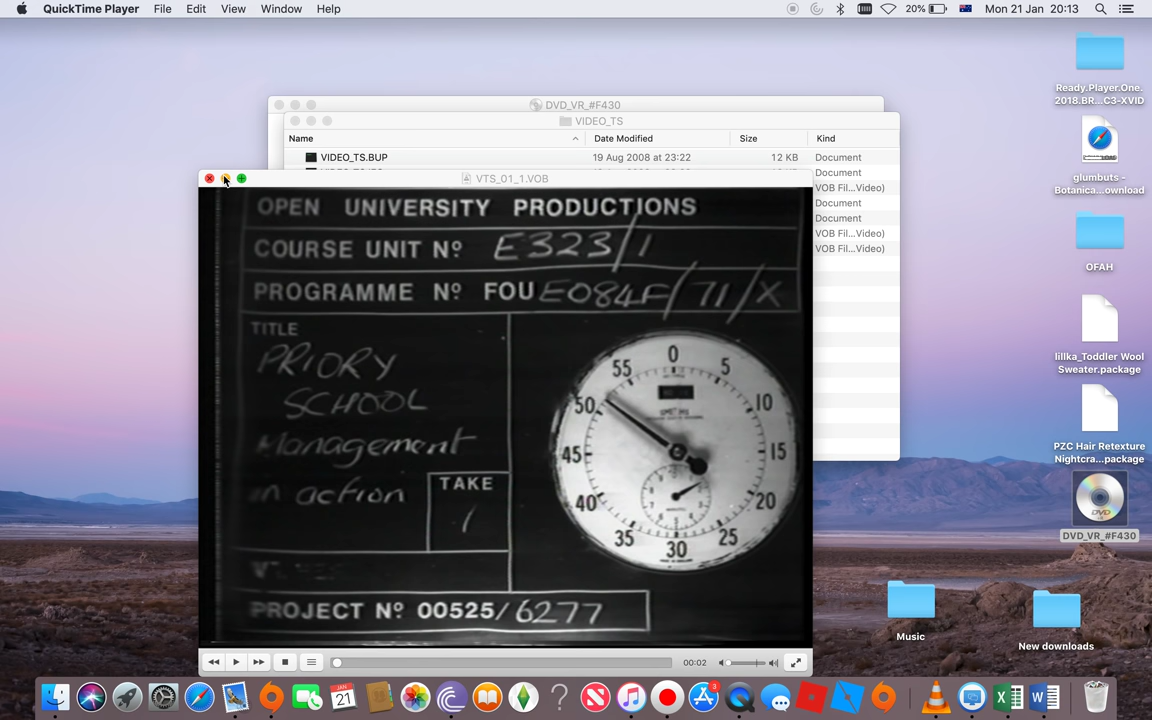 QuickTime Player File Edit View Window Help 20% Mon 21 Jan 20:13
DVD_VR_#F430
VIDEO_TS
Name Date Modified Size Kind
VIDEO_TS.BUP 19 Aug 2008 at 23:22 12 KB Document
Document
VOB Fil...Video)
Document
Document
VOB Fil...Video)
VOB Fil...Video)
VTS_01_1.VOB
OPEN UNIVERSITY PRODUCTIONS
COURSE UNIT Nº E323/1
PROGRAMME Nº FOUE084F/71/X
TITLE
PRIORY
SCHOOL
Management
in action
TAKE
1
PROJECT Nº 00525/6277
0
5
10
15
20
25
30
35
40
45
50
55
00:02
Ready.Player.One.
2018.BR...C3-XVID
glumbuts -
Botanica...ownload
OFAH
lillka_Toddler Wool
Sweater.package
PZC Hair Retexture
Nightcra...package
DVD_VR_#F430
Music
New downloads
JAN
21
3